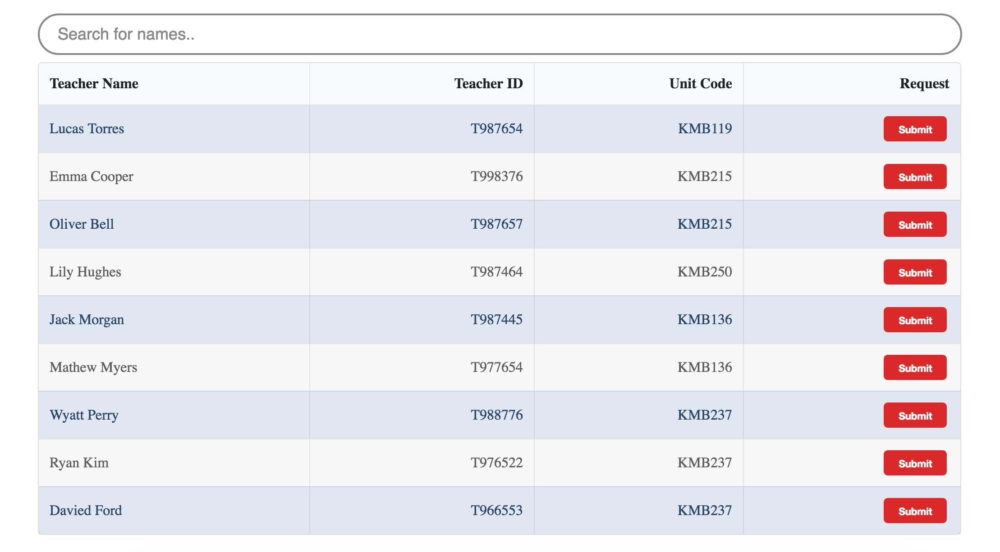 Search for names..
Teacher Name Teacher ID Unit Code Request
Lucas Torres T987654 KMB119 Submit
Emma Cooper T998376 KMB215 Submit
Oliver Bell T987657 KMB215 Submit
Lily Hughes T987464 KMB250 Submit
Jack Morgan T987445 KMB136 Submit
Mathew Myers T977654 KMB136 Submit
Wyatt Perry T988776 KMB237 Submit
Ryan Kim T976522 KMB237 Submit
Davied Ford T966553 KMB237 Submit